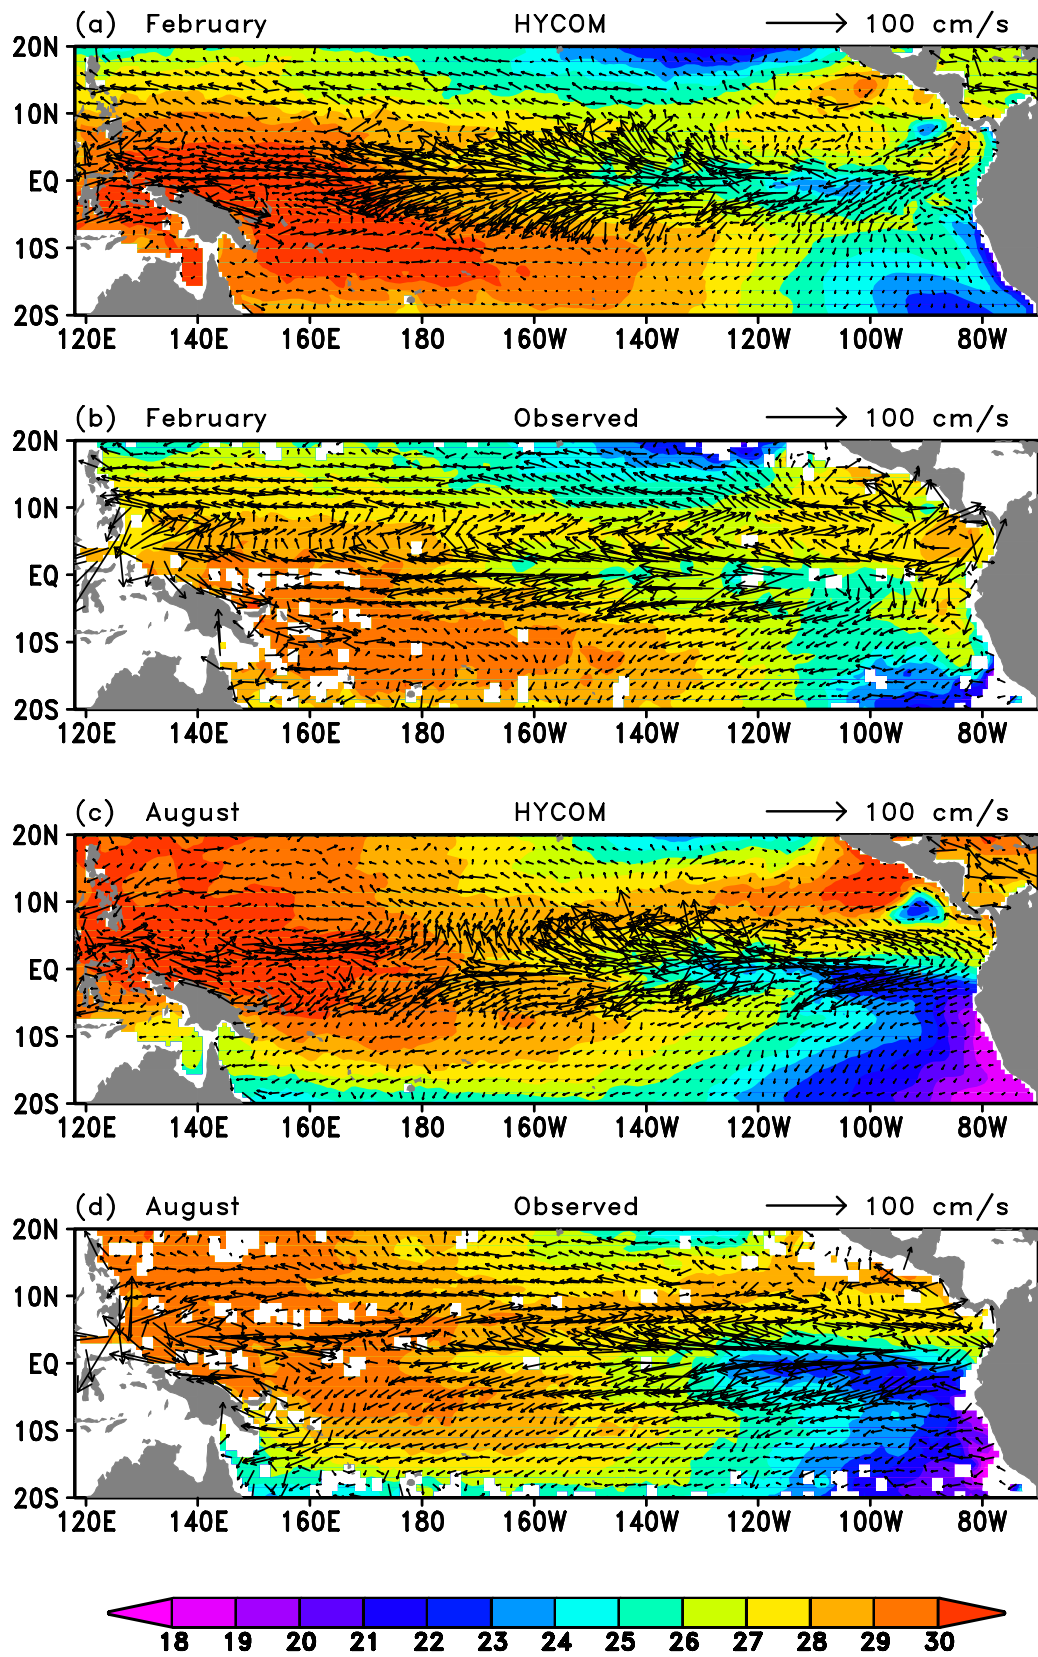 (a) February HYCOM 100 cm/s
20N
10N
EQ
10S
20S
120E 140E 160E 180 160W 140W 120W 100W 80W
(b) February Observed 100 cm/s
20N
10N
EQ
10S
20S
120E 140E 160E 180 160W 140W 120W 100W 80W
(c) August HYCOM 100 cm/s
20N
10N
EQ
10S
20S
120E 140E 160E 180 160W 140W 120W 100W 80W
(d) August Observed 100 cm/s
20N
10N
EQ
10S
20S
120E 140E 160E 180 160W 140W 120W 100W 80W
18 19 20 21 22 23 24 25 26 27 28 29 30